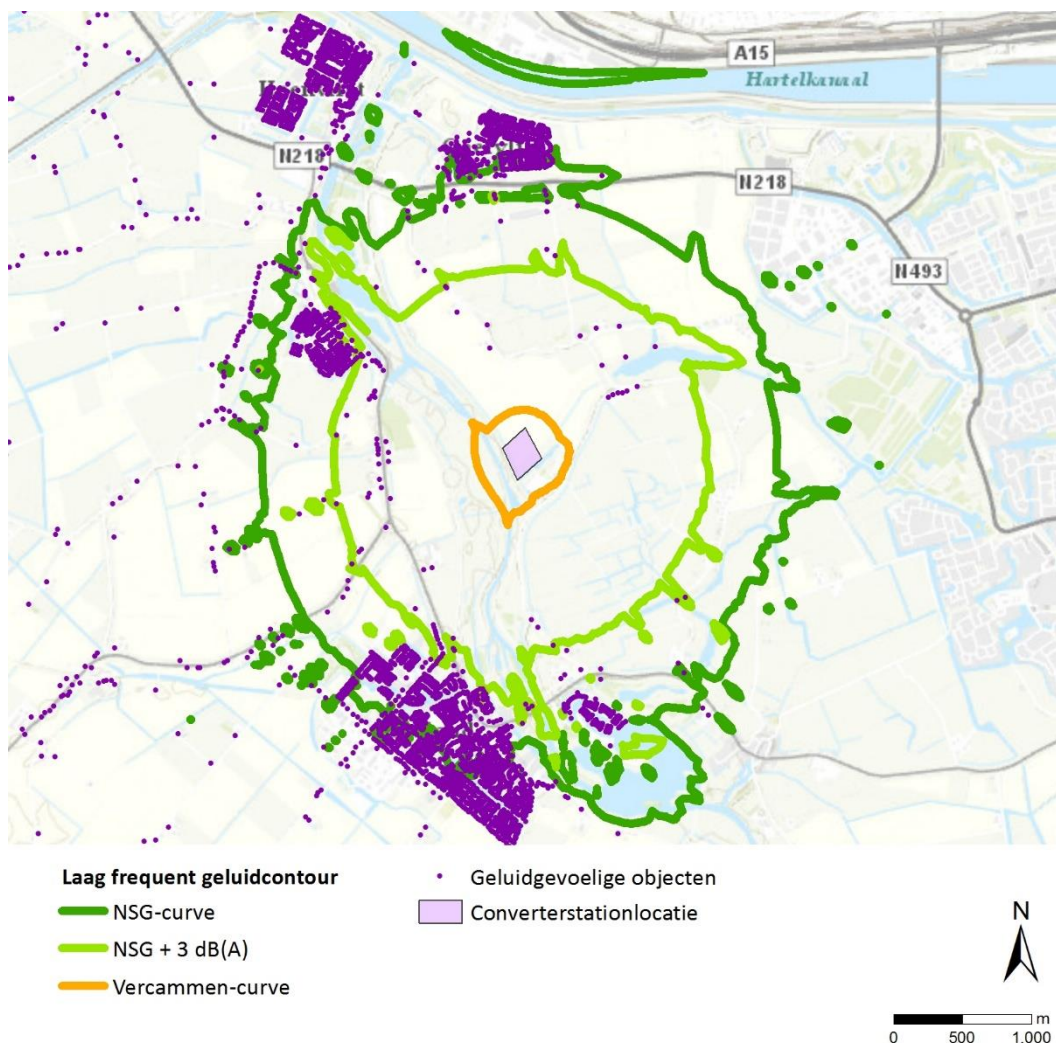 A15
Hartelkanaal
N218
N218
N493
Laag frequent geluidcontour
NSG-curve
NSG + 3 dB(A)
Vercammen-curve
Geluidgevoelige objecten
Converterstationlocatie
N
m
0 500 1.000